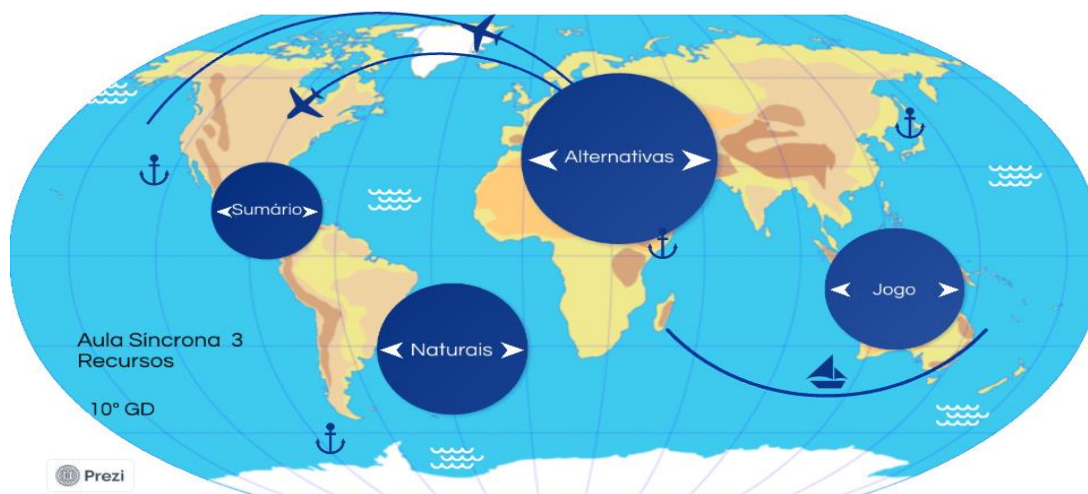 Alternativas
Sumário
Jogo
Naturais
Aula Síncrona 3
Recursos
10º GD
Prezi